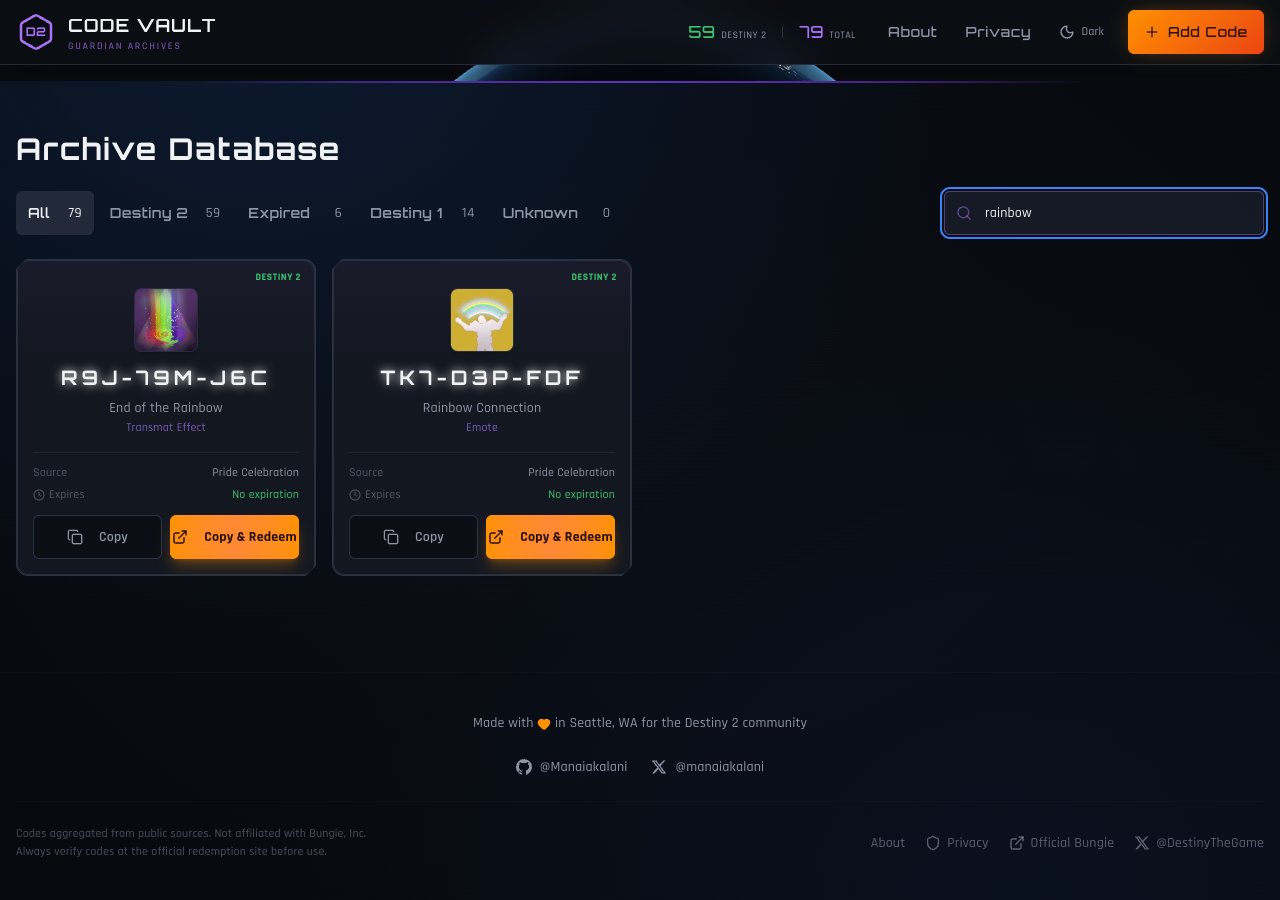 D2
CODE VAULT
GUARDIAN ARCHIVES
59 DESTINY 2
79 TOTAL
About
Privacy
Dark
Add Code
Archive Database
All 79
Destiny 2 59
Expired 6
Destiny 1 14
Unknown 0
rainbow
DESTINY 2
R9J-79M-J6C
End of the Rainbow
Transmat Effect
Source Pride Celebration
Expires No expiration
Copy
Copy & Redeem
DESTINY 2
TK7-D3P-FDF
Rainbow Connection
Emote
Source Pride Celebration
Expires No expiration
Copy
Copy & Redeem
Made with 🧡 in Seattle, WA for the Destiny 2 community
@Manaiakalani
@manaiakalani
Codes aggregated from public sources. Not affiliated with Bungie, Inc.
Always verify codes at the official redemption site before use.
About
Privacy
Official Bungie
@DestinyTheGame